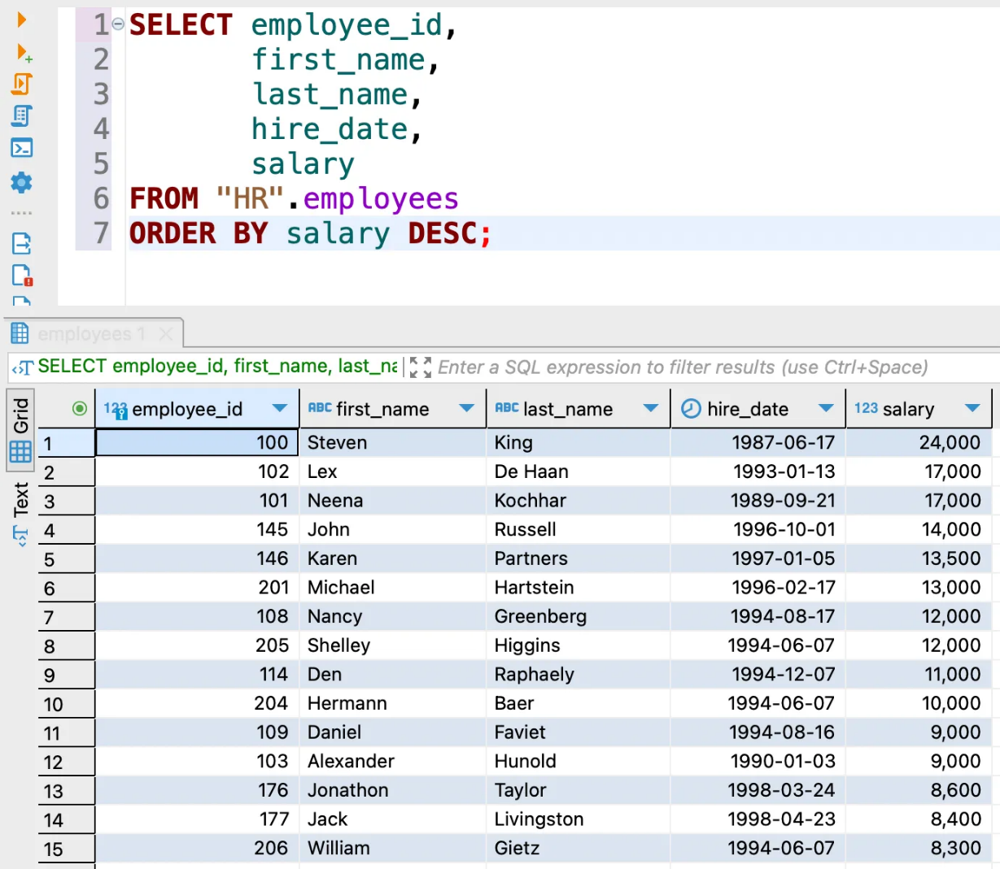 1 SELECT employee_id,
2 first_name,
3 last_name,
4 hire_date,
5 salary
6 FROM "HR".employees
7 ORDER BY salary DESC;
employees 1
SELECT employee_id, first_name, last_na Enter a SQL expression to filter results (use Ctrl+Space)
Grid
Text
123 employee_id ABC first_name ABC last_name hire_date 123 salary
1 100 Steven King 1987-06-17 24,000
2 102 Lex De Haan 1993-01-13 17,000
3 101 Neena Kochhar 1989-09-21 17,000
4 145 John Russell 1996-10-01 14,000
5 146 Karen Partners 1997-01-05 13,500
6 201 Michael Hartstein 1996-02-17 13,000
7 108 Nancy Greenberg 1994-08-17 12,000
8 205 Shelley Higgins 1994-06-07 12,000
9 114 Den Raphaely 1994-12-07 11,000
10 204 Hermann Baer 1994-06-07 10,000
11 109 Daniel Faviet 1994-08-16 9,000
12 103 Alexander Hunold 1990-01-03 9,000
13 176 Jonathon Taylor 1998-03-24 8,600
14 177 Jack Livingston 1998-04-23 8,400
15 206 William Gietz 1994-06-07 8,300